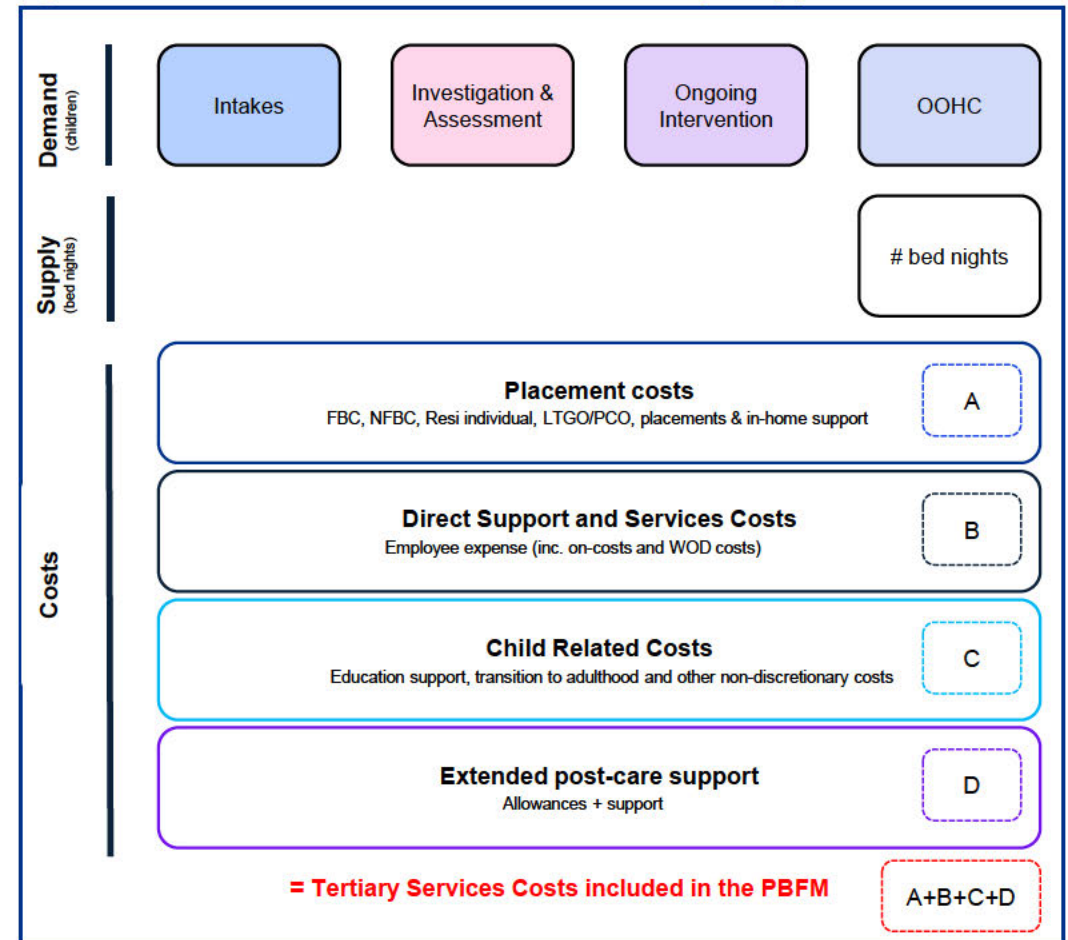 Demand
(children)
Intakes
Investigation &
Assessment
Ongoing
Intervention
OOHC
Supply
(bed nights)
# bed nights
Costs
Placement costs
FBC, NFBC, Resi individual, LTGO/PCO, placements & in-home support
A
Direct Support and Services Costs
Employee expense (inc. on-costs and WOD costs)
B
Child Related Costs
Education support, transition to adulthood and other non-discretionary costs
C
Extended post-care support
Allowances + support
D
= Tertiary Services Costs included in the PBFM
A+B+C+D